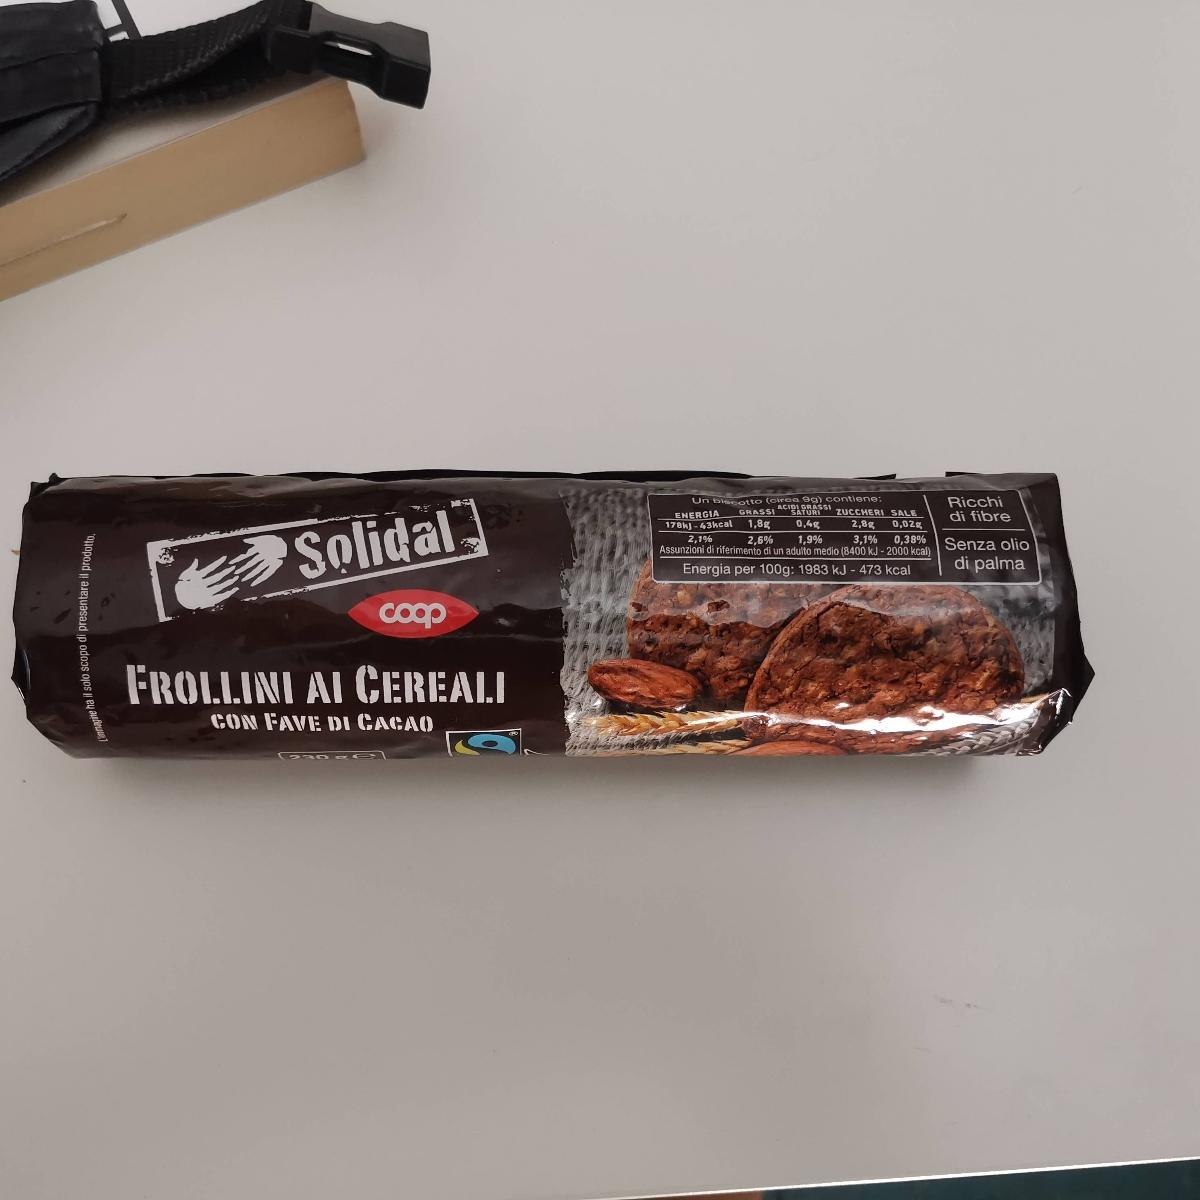 Solidal
coop
FROLLINI AI CEREALI
CON FAVE DI CACAO
230 g ℮
L'immagine ha il solo scopo di presentare il prodotto.
Un biscotto (circa 9g) contiene:
ENERGIA GRASSI ACIDI GRASSI SATURI ZUCCHERI SALE
178kJ - 43kcal 1,8g 0,4g 2,8g 0,02g
2,1% 2,6% 1,9% 3,1% 0,38%
Assunzioni di riferimento di un adulto medio (8400 kJ - 2000 kcal)
Energia per 100g: 1983 kJ - 473 kcal
Ricchi
di fibre
Senza olio
di palma